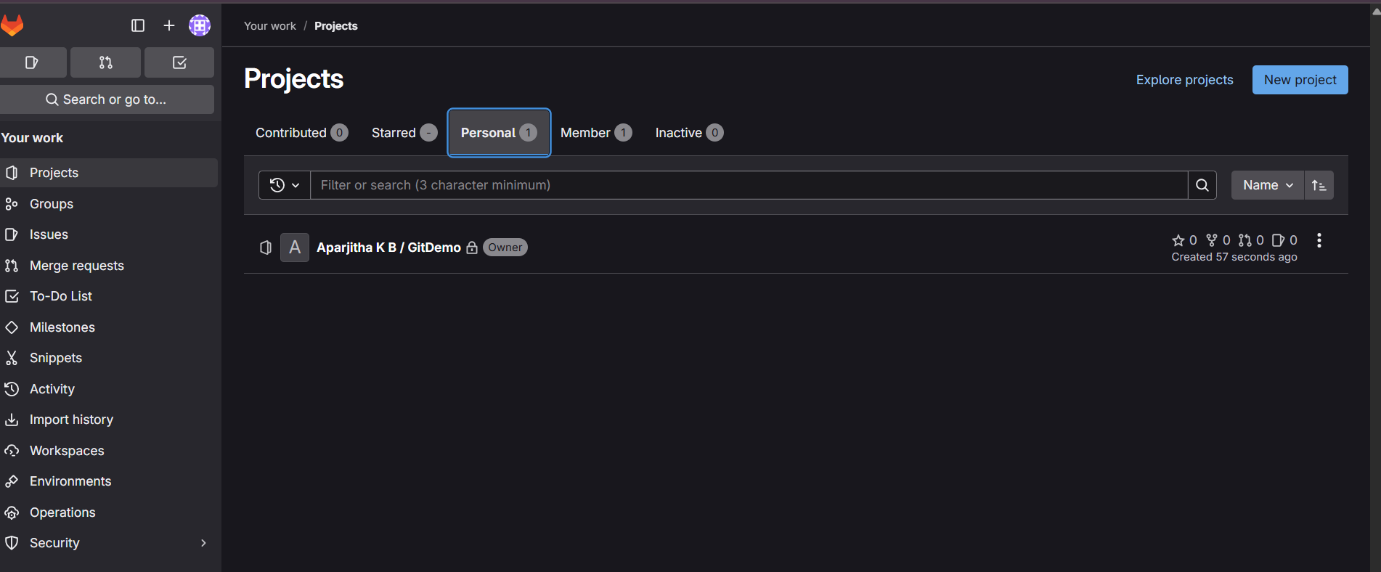 Your work / Projects
Search or go to...
Your work
Projects
Groups
Issues
Merge requests
To-Do List
Milestones
Snippets
Activity
Import history
Workspaces
Environments
Operations
Security
Projects
Explore projects
New project
Contributed 0 Starred - Personal 1 Member 1 Inactive 0
Filter or search (3 character minimum)
Name
A Aparjitha K B / GitDemo Owner
0 0 0 0
Created 57 seconds ago